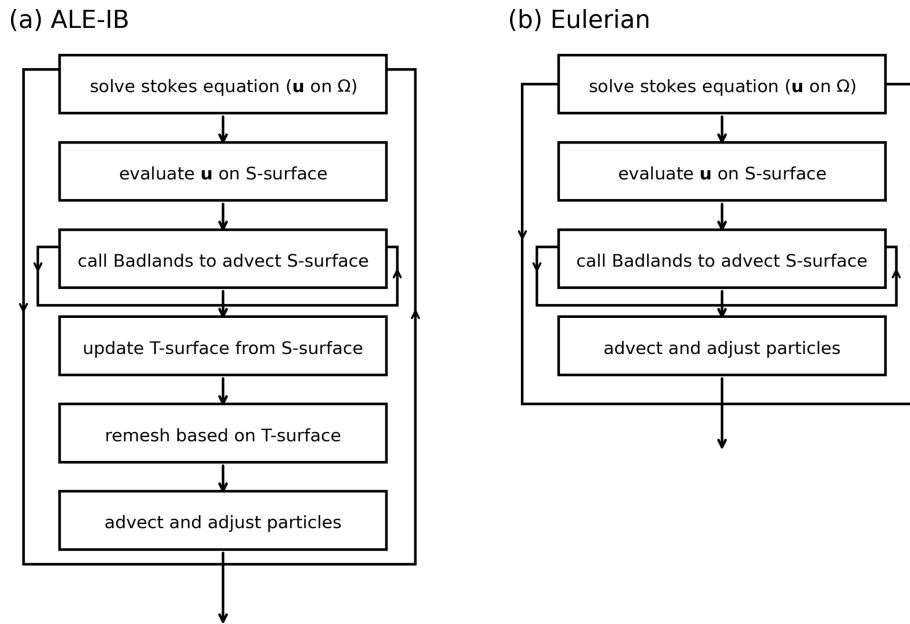 (a) ALE-IB
solve stokes equation (u on Ω)
evaluate u on S-surface
call Badlands to advect S-surface
update T-surface from S-surface
remesh based on T-surface
advect and adjust particles
(b) Eulerian
solve stokes equation (u on Ω)
evaluate u on S-surface
call Badlands to advect S-surface
advect and adjust particles